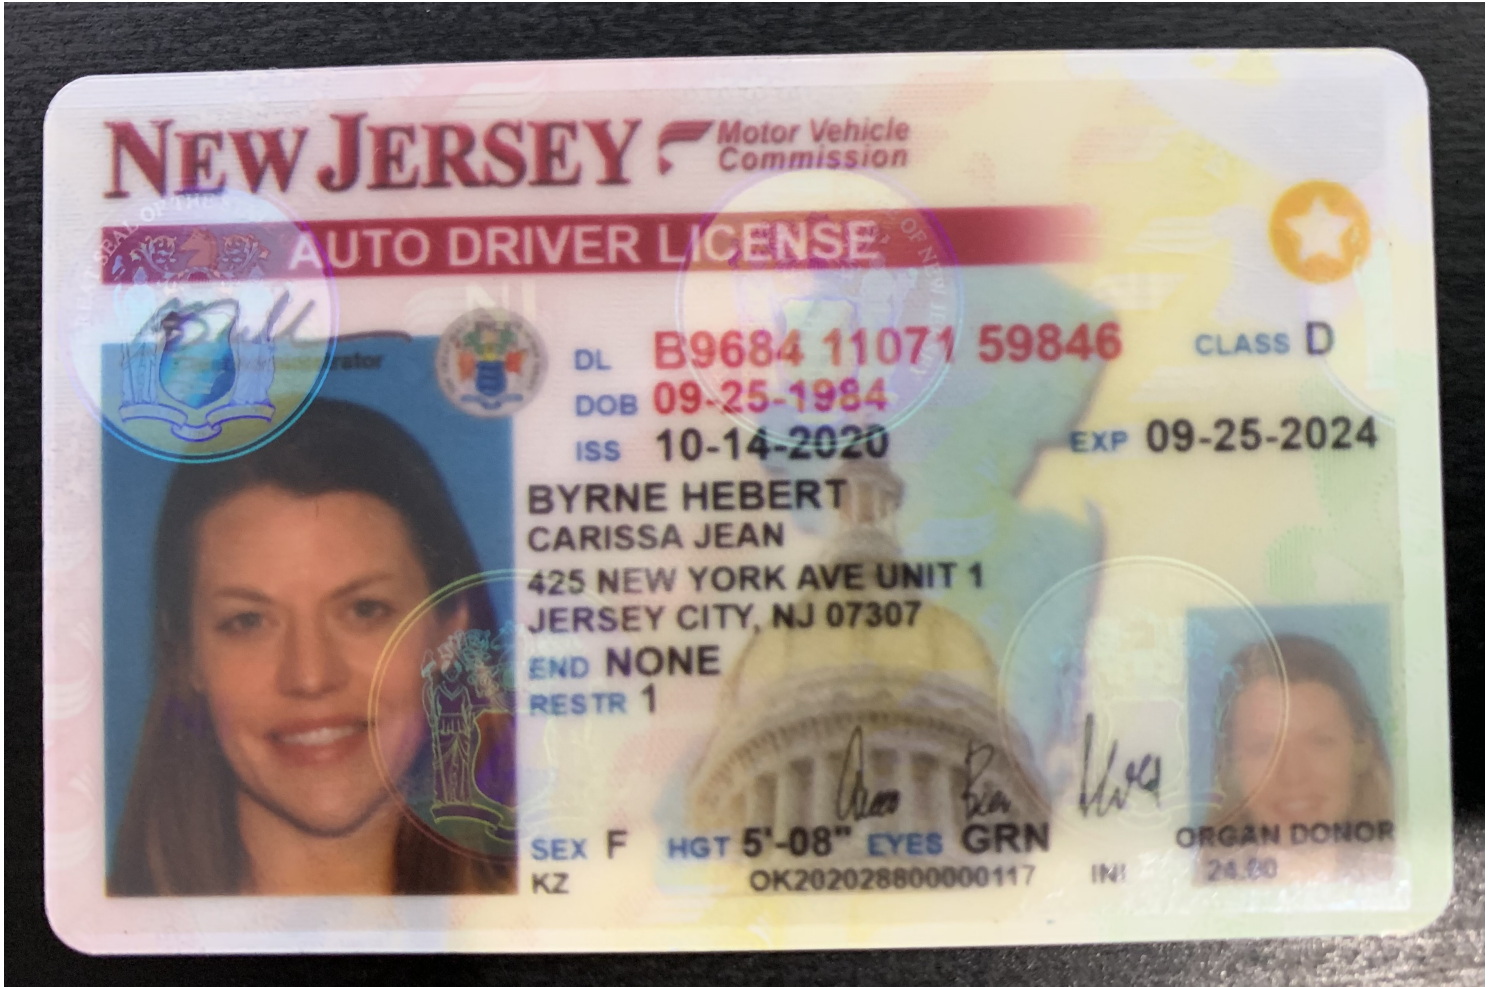 NEW JERSEY
Motor Vehicle
Commission
AUTO DRIVER LICENSE
DL B9684 11071 59846 CLASS D
DOB 09-25-1984
ISS 10-14-2020 EXP 09-25-2024
BYRNE HEBERT
CARISSA JEAN
425 NEW YORK AVE UNIT 1
JERSEY CITY, NJ 07307
END NONE
RESTR 1
SEX F HGT 5'-08" EYES GRN ORGAN DONOR
KZ OK202028800000117 INI